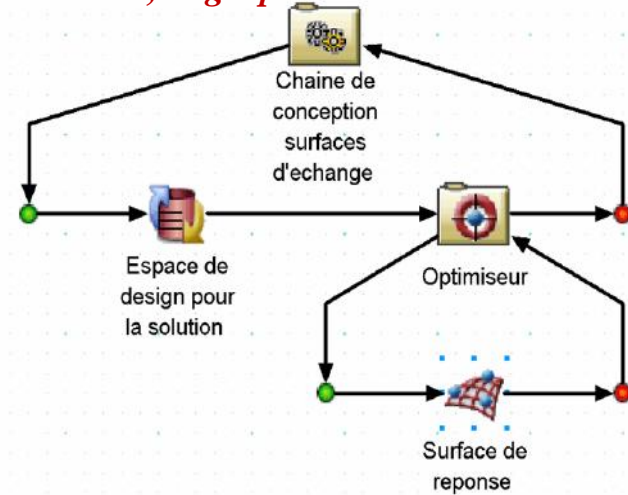 Chaine de
conception
surfaces
d'echange
Espace de
design pour
la solution
Optimiseur
Surface de
reponse